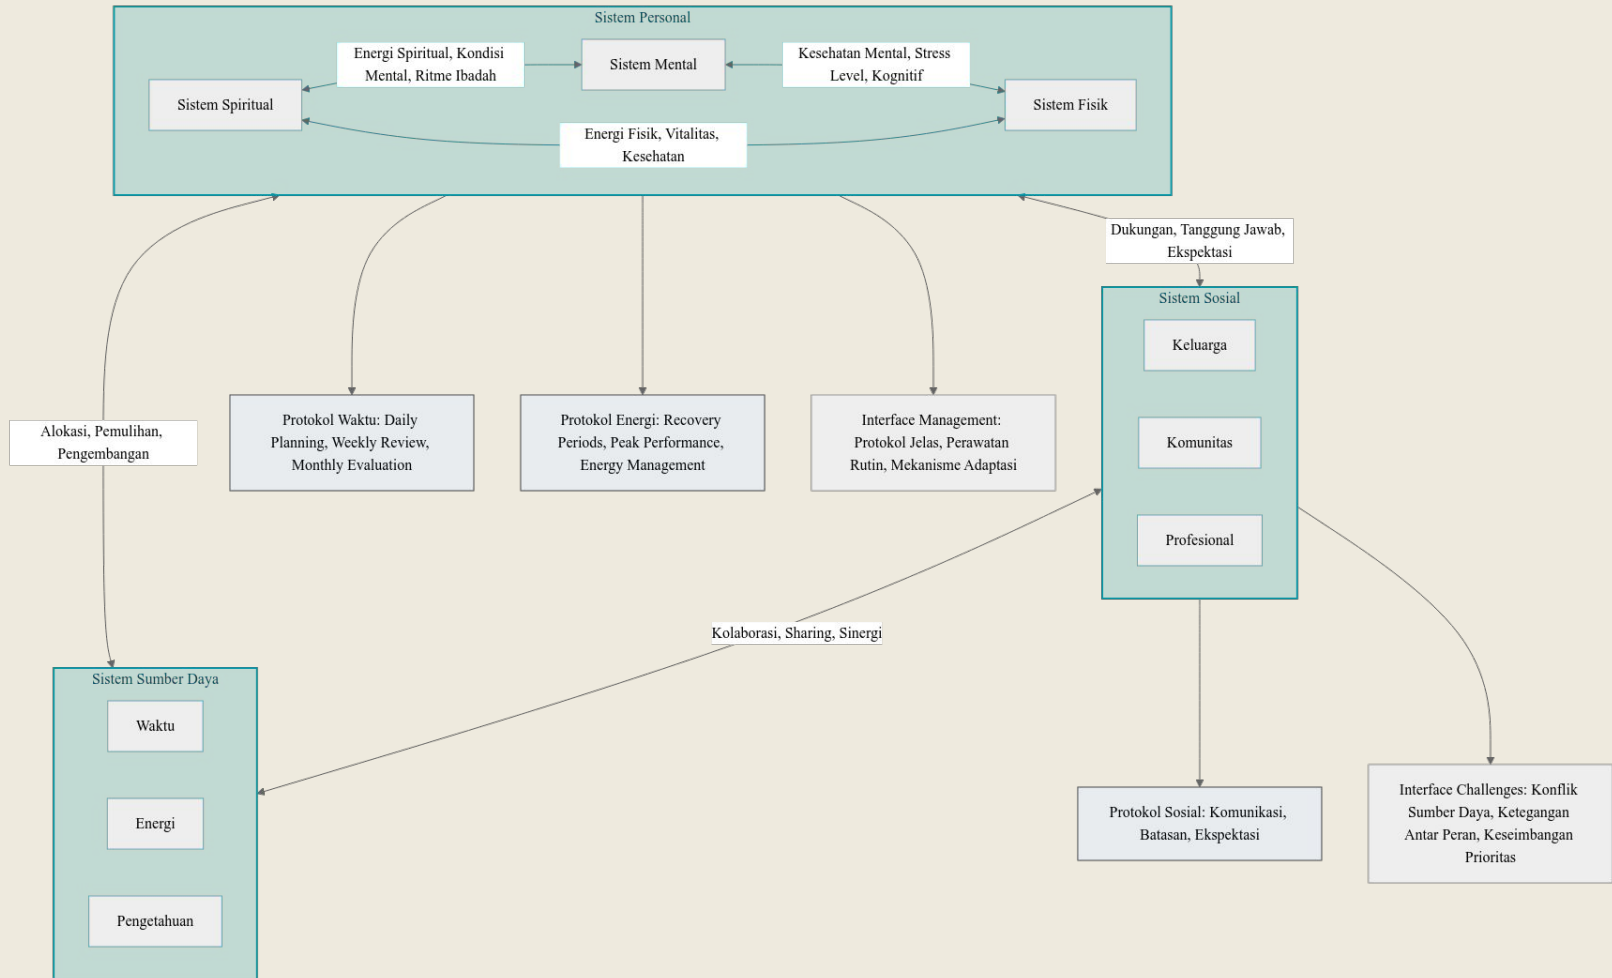 Sistem Personal
Energi Spiritual, Kondisi
Mental, Ritme Ibadah
Sistem Mental
Kesehatan Mental, Stress
Level, Kognitif
Sistem Spiritual
Sistem Fisik
Energi Fisik, Vitalitas,
Kesehatan
Dukungan, Tanggung Jawab,
Ekspektasi
Sistem Sosial
Keluarga
Komunitas
Profesional
Alokasi, Pemulihan,
Pengembangan
Protokol Waktu: Daily
Planning, Weekly Review,
Monthly Evaluation
Protokol Energi: Recovery
Periods, Peak Performance,
Energy Management
Interface Management:
Protokol Jelas, Perawatan
Rutin, Mekanisme Adaptasi
Kolaborasi, Sharing, Sinergi
Sistem Sumber Daya
Waktu
Energi
Pengetahuan
Protokol Sosial: Komunikasi,
Batasan, Ekspektasi
Interface Challenges: Konflik
Sumber Daya, Ketegangan
Antar Peran, Keseimbangan
Prioritas